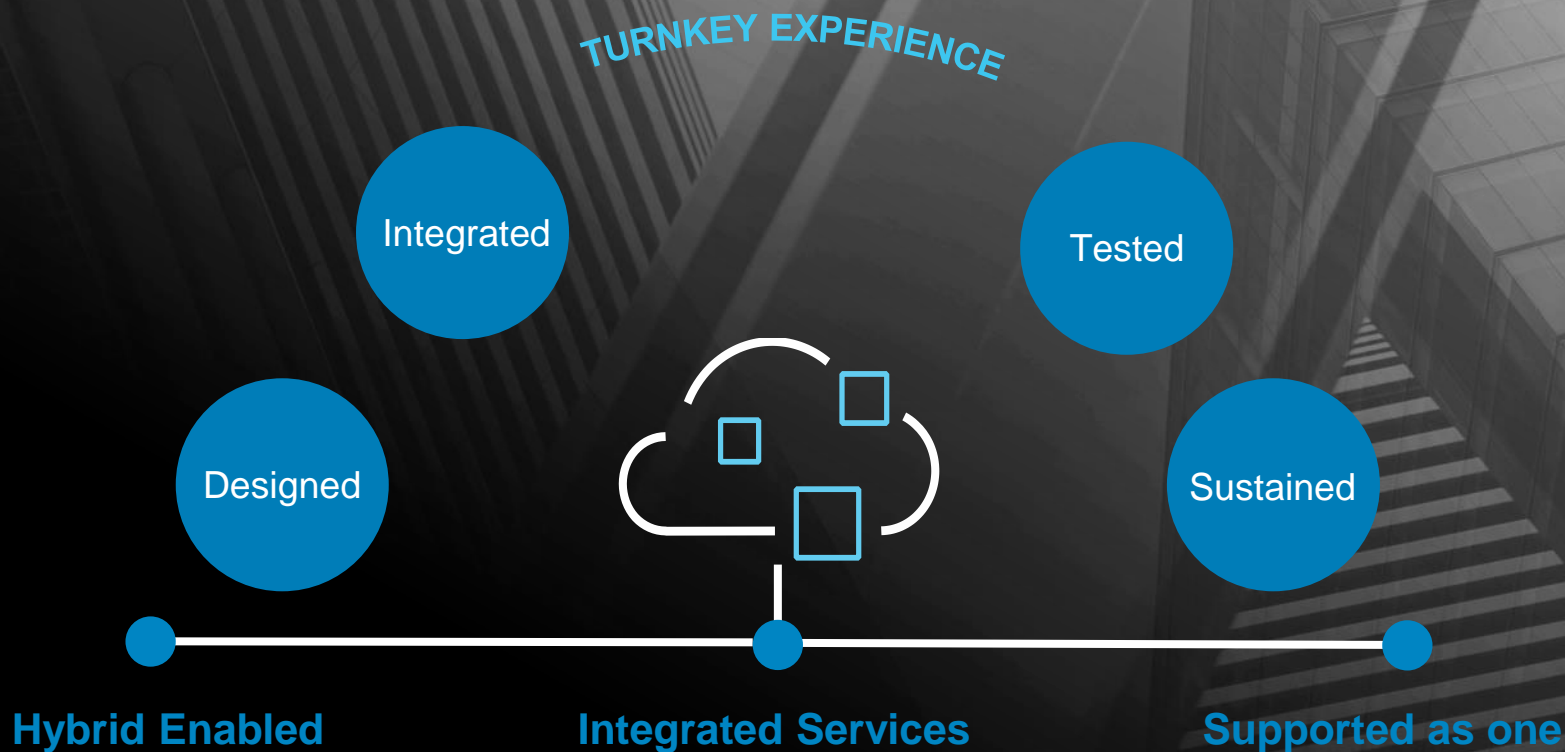 TURNKEY EXPERIENCE
Integrated
Tested
Designed
Sustained
Hybrid Enabled
Integrated Services
Supported as one